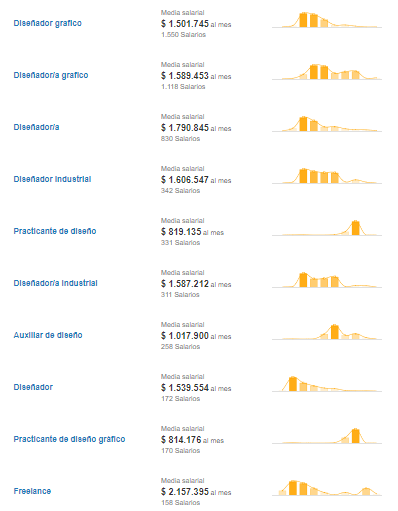 Media salarial
Diseñador grafico
$ 1.501.745 al mes
1.550 Salarios
Media salarial
Diseñador/a grafico
$ 1.589.453 al mes
1.118 Salarios
Media salarial
Diseñador/a
$ 1.790.845 al mes
830 Salarios
Media salarial
Diseñador Industrial
$ 1.606.547 al mes
342 Salarios
Media salarial
Practicante de diseño
$ 819.135 al mes
331 Salarios
Media salarial
Diseñador/a Industrial
$ 1.587.212 al mes
311 Salarios
Media salarial
Auxiliar de diseño
$ 1.017.900 al mes
258 Salarios
Media salarial
Diseñador
$ 1.539.554 al mes
172 Salarios
Media salarial
Practicante de diseño gráfico
$ 814.176 al mes
170 Salarios
Media salarial
Freelance
$ 2.157.395 al mes
158 Salarios